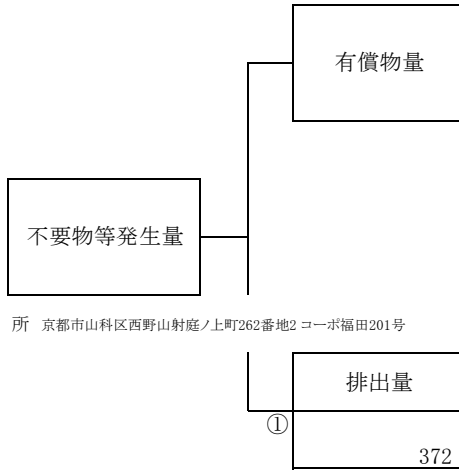 有償物量
不要物等発生量
所 京都市山科区西野山射庭ノ上町262番地2 コーポ福田201号
排出量
①
372